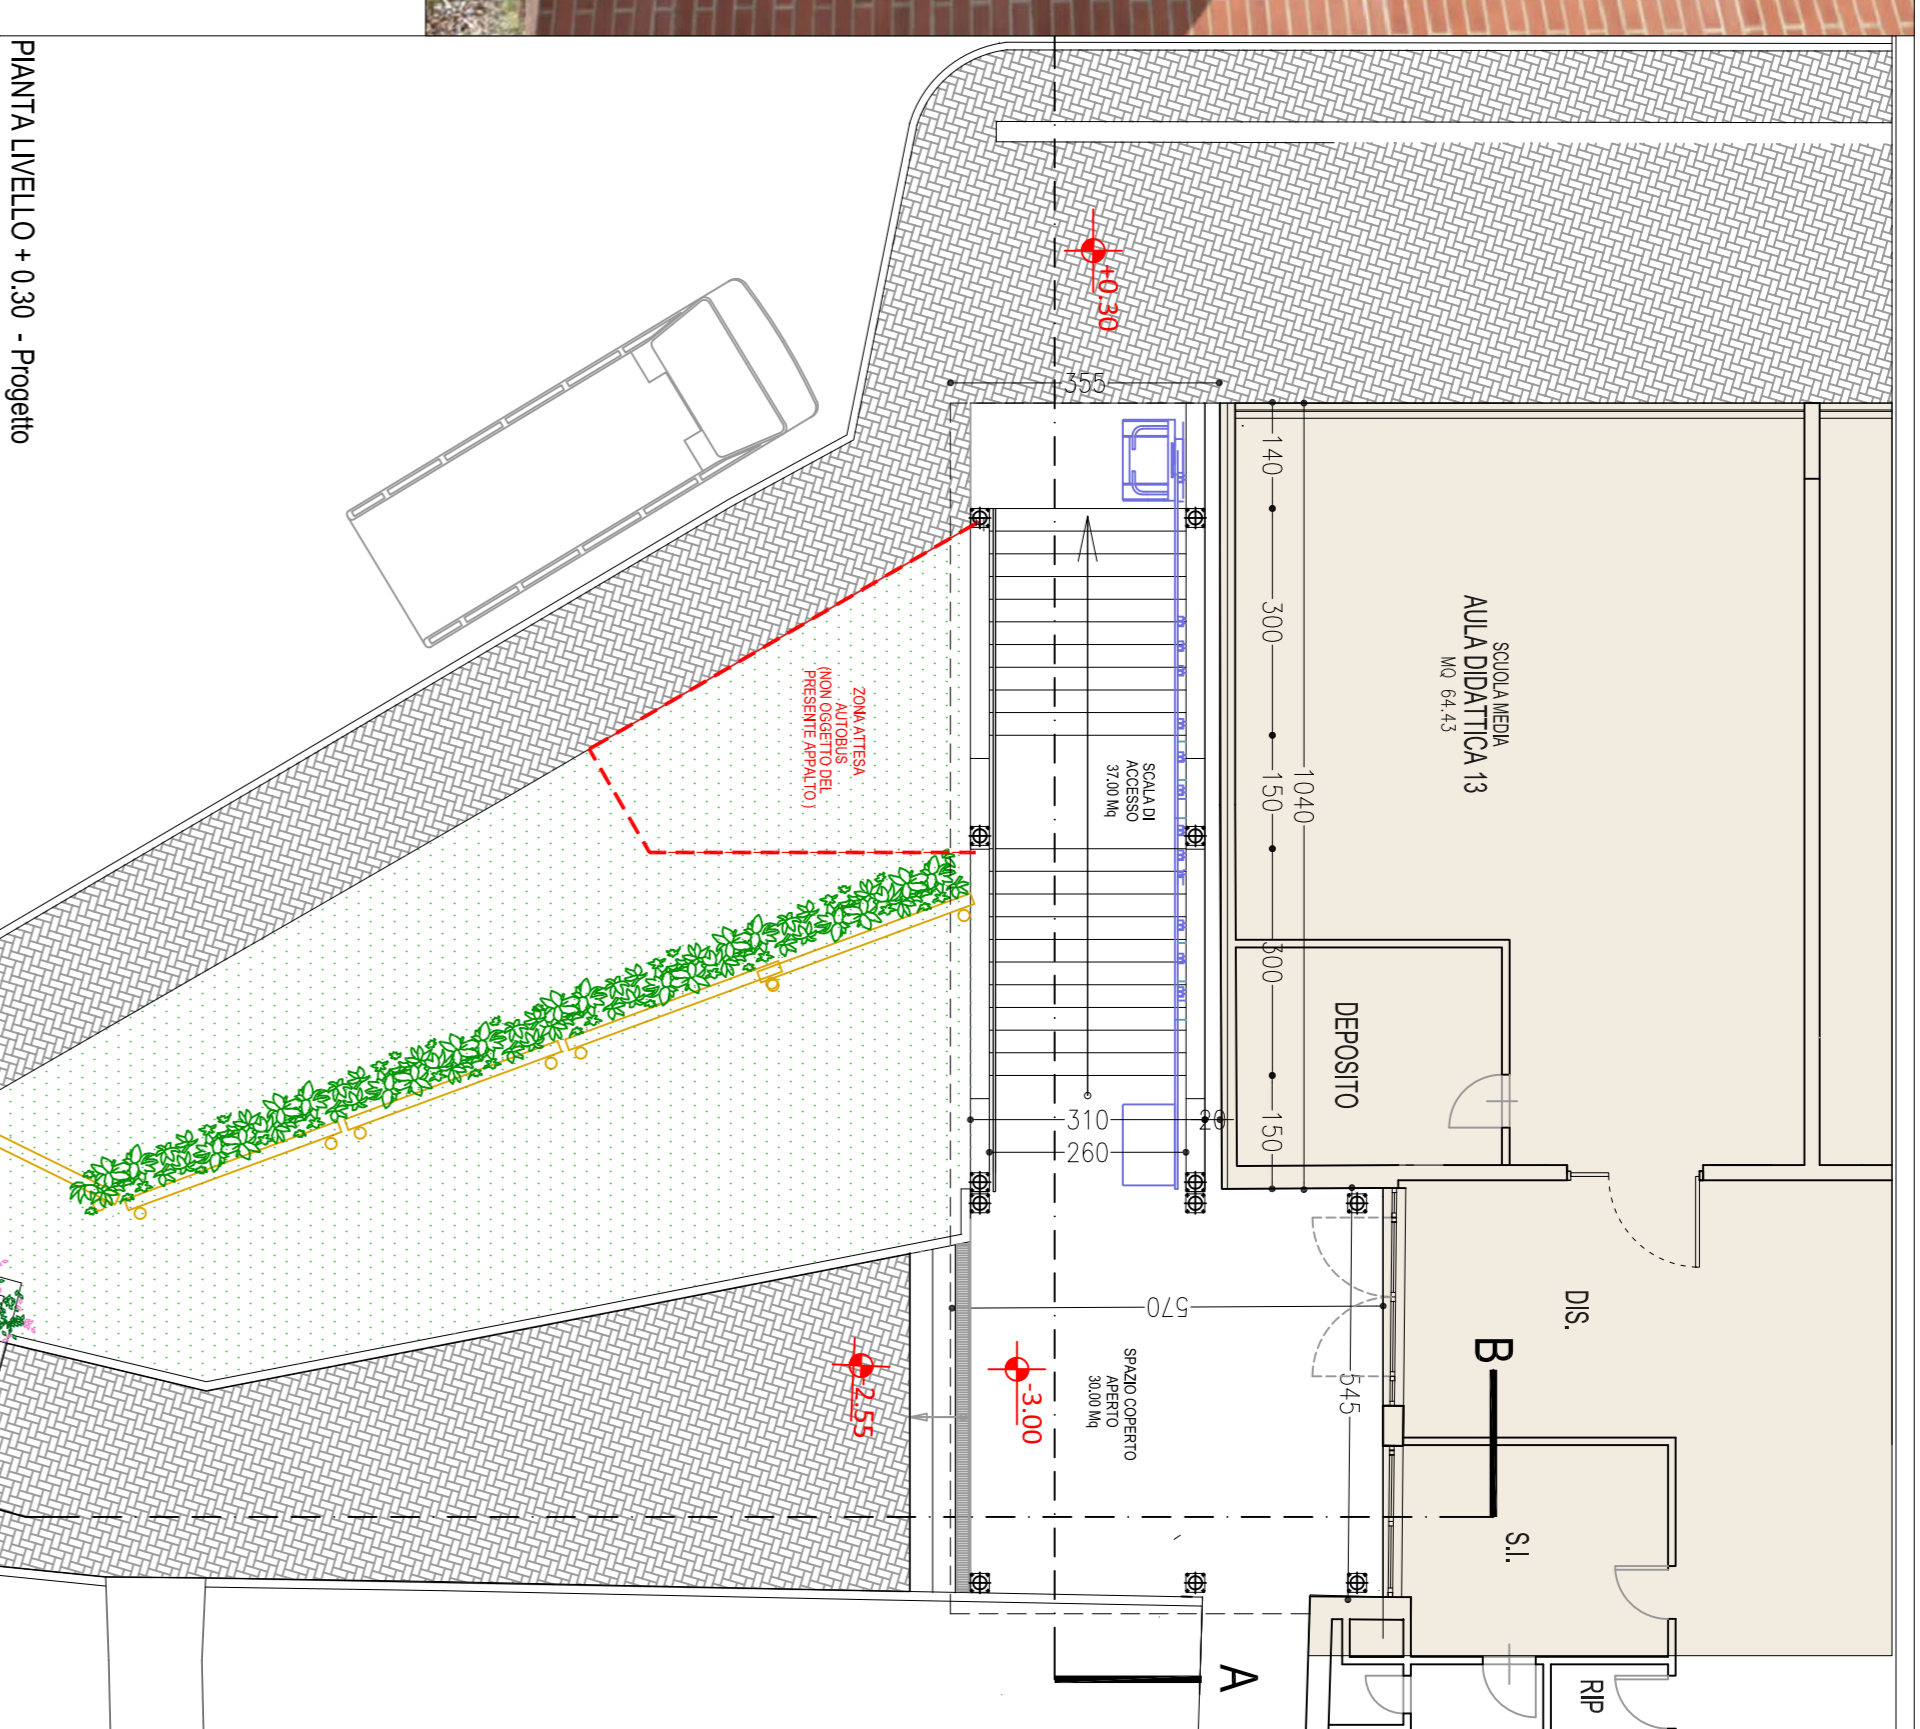 PIANTA LIVELLO + 0.30 - Progetto
+0.30
355
140
300
150
300
150
1040
SCUOLA MEDIA
AULA DIDATTICA 13
MQ 64.43
ZONA ATTESA
AUTOBUS
(NON OGGETTO DEL
PRESENTE APPALTO )
SCALA DI
ACCESSO
37.00 Mq
DEPOSITO
310
20
260
DIS.
B
570
545
SPAZIO COPERTO
APERTO
30.00 Mq
-3.00
-2.55
S.I.
A
RIP